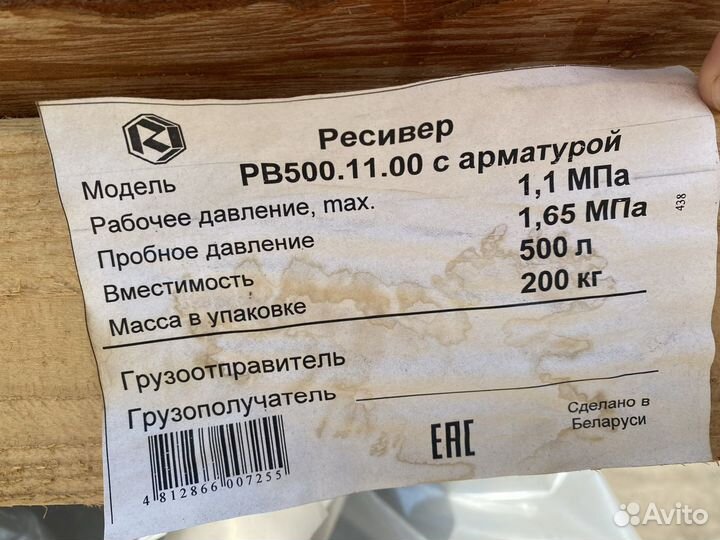 Ресивер
Модель РВ500.11.00 с арматурой
Рабочее давление, max. 1,1 МПа
Пробное давление 1,65 МПа
Вместимость 500 л
Масса в упаковке 200 кг
438
Грузоотправитель
Грузополучатель
Сделано в
Беларуси
EAC
4 812866 007255
Avito